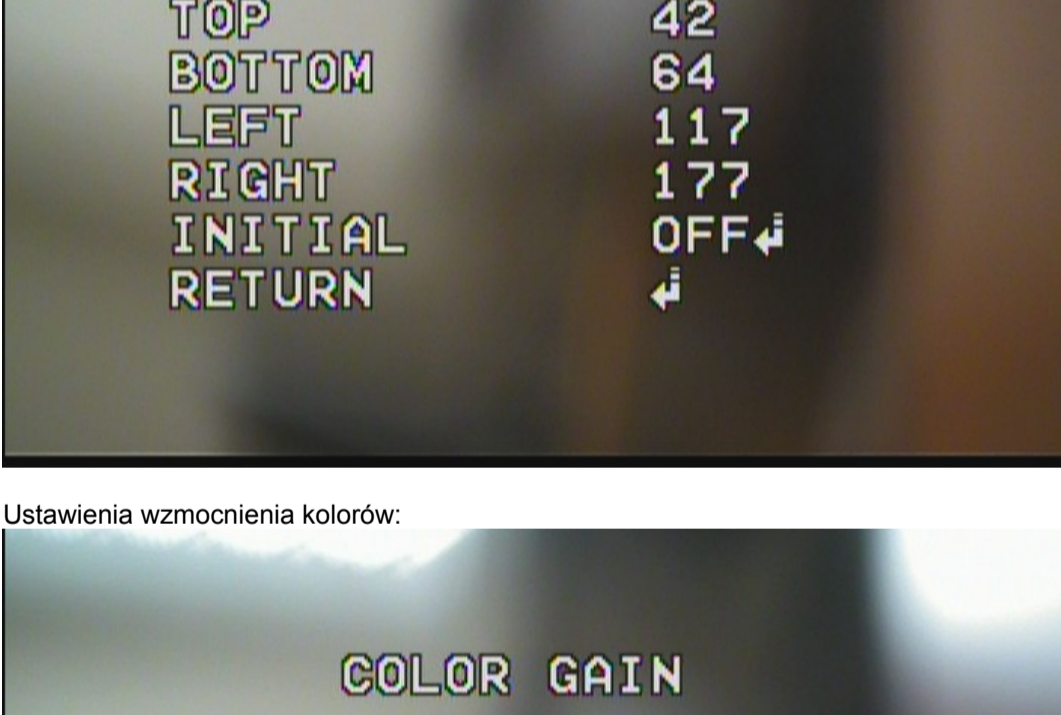 TOP 42
BOTTOM 64
LEFT 117
RIGHT 177
INITIAL OFF↲
RETURN ↲
Ustawienia wzmocnienia kolorów:
COLOR GAIN